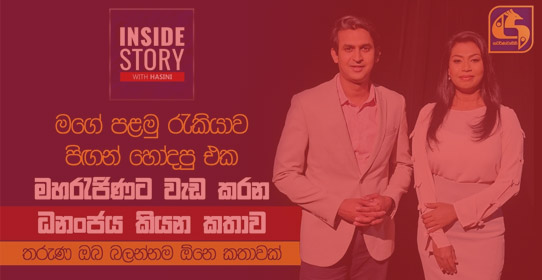 INSIDE
STORY
WITH HASINI
මගේ පළමු රැකියාව
පිඟන් හෝදපු එක
මහරැජිණට වැඩ කරන
ධනංජය කියන කතාව
තරුණ ඔබ බලන්නම ඕනෙ කතාවක්